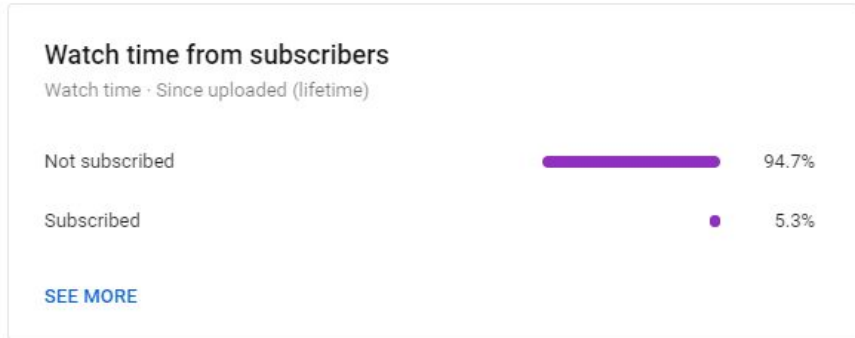 Watch time from subscribers
Watch time · Since uploaded (lifetime)
Not subscribed 94.7%
Subscribed 5.3%
SEE MORE